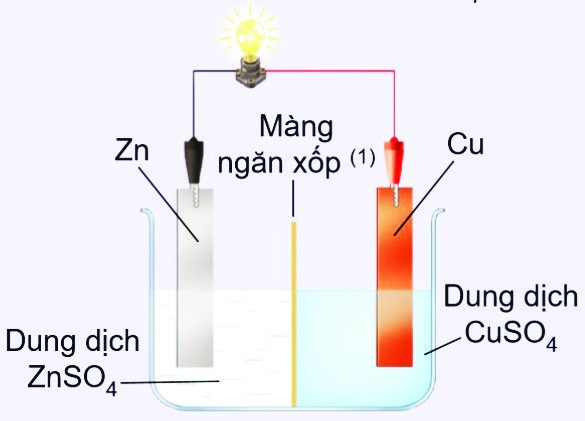 Zn
Màng
ngăn xốp (1)
Cu
Dung dịch
CuSO₄
Dung dịch
ZnSO₄